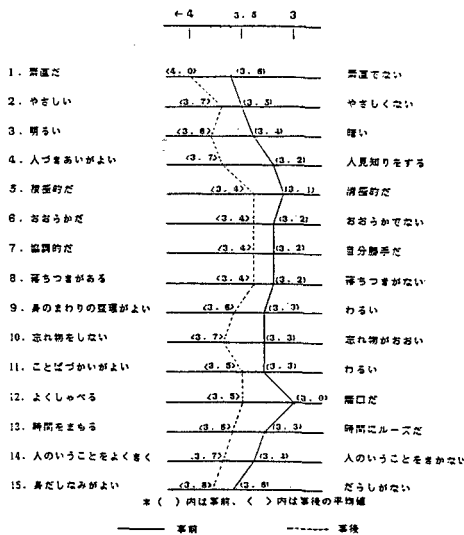 ←4 3.5 3
1. 素直だ <4.0> (3.6) 素直でない
2. やさしい <3.7> (3.5) やさしくない
3. 明るい <3.6> (3.4) 暗い
4. 人づきあいがよい <3.7> (3.2) 人見知りをする
5. 積極的だ <3.4> (3.1) 消極的だ
6. おおらかだ <3.4> (3.2) おおらかでない
7. 協調的だ <3.4> (3.2) 自分勝手だ
8. 落ちつきがある <3.4> (3.2) 落ちつきがない
9. 身のまわりの整理がよい <3.6> (3.3) わるい
10. 忘れ物をしない <3.7> (3.3) 忘れ物がおおい
11. ことばづかいがよい <3.5> (3.3) わるい
12. よくしゃべる <3.5> (3.0) 無口だ
13. 時間をまもる <3.6> (3.3) 時間にルーズだ
14. 人のいうことをよくきく <3.7> (3.4) 人のいうことをきかない
15. 身だしなみがよい <3.8> (3.6) だらしがない
＊( )内は事前、< >内は事後の平均値
事前 事後